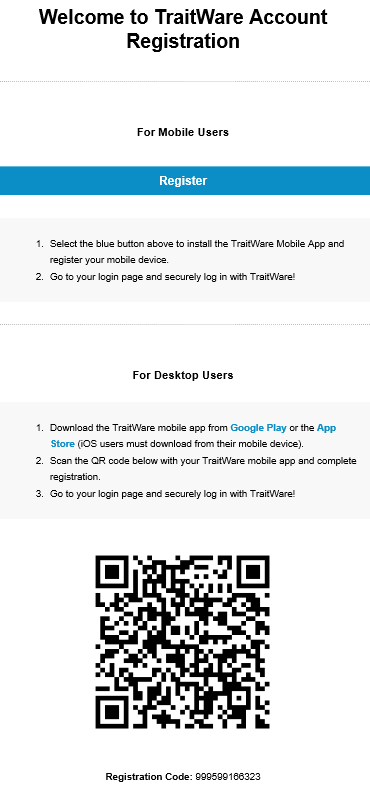 Welcome to TraitWare Account
Registration
For Mobile Users
Register
1. Select the blue button above to install the TraitWare Mobile App and
register your mobile device.
2. Go to your login page and securely log in with TraitWare!
For Desktop Users
1. Download the TraitWare mobile app from Google Play or the App
Store (iOS users must download from their mobile device).
2. Scan the QR code below with your TraitWare mobile app and complete
registration.
3. Go to your login page and securely log in with TraitWare!
Registration Code: 999599166323